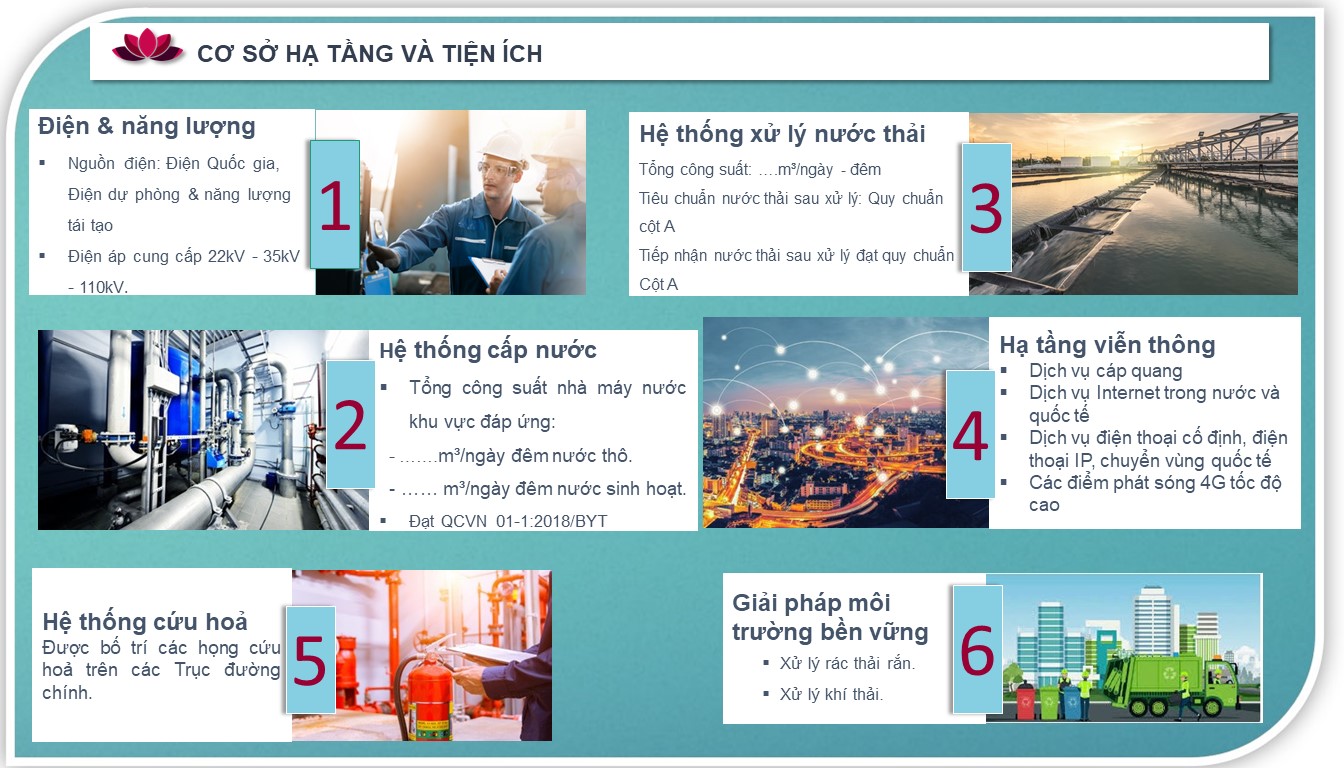 CƠ SỞ HẠ TẦNG VÀ TIỆN ÍCH
Điện & năng lượng
▪ Nguồn điện: Điện Quốc gia,
Điện dự phòng & năng lượng
tái tạo
▪ Điện áp cung cấp 22kV - 35kV
- 110kV.
1
Hệ thống xử lý nước thải
Tổng công suất: ….m³/ngày - đêm
Tiêu chuẩn nước thải sau xử lý: Quy chuẩn
cột A
Tiếp nhận nước thải sau xử lý đạt quy chuẩn
Cột A
3
2
Hệ thống cấp nước
▪ Tổng công suất nhà máy nước
khu vực đáp ứng:
- …….m³/ngày đêm nước thô.
- …… m³/ngày đêm nước sinh hoạt.
▪ Đạt QCVN 01-1:2018/BYT
4
Hạ tầng viễn thông
▪ Dịch vụ cáp quang
▪ Dịch vụ Internet trong nước và
quốc tế
▪ Dịch vụ điện thoại cố định, điện
thoại IP, chuyển vùng quốc tế
▪ Các điểm phát sóng 4G tốc độ
cao
Hệ thống cứu hoả
Được bố trí các họng cứu
hoả trên các Trục đường
chính.
5
Giải pháp môi
trường bền vững
▪ Xử lý rác thải rắn.
▪ Xử lý khí thải.
6